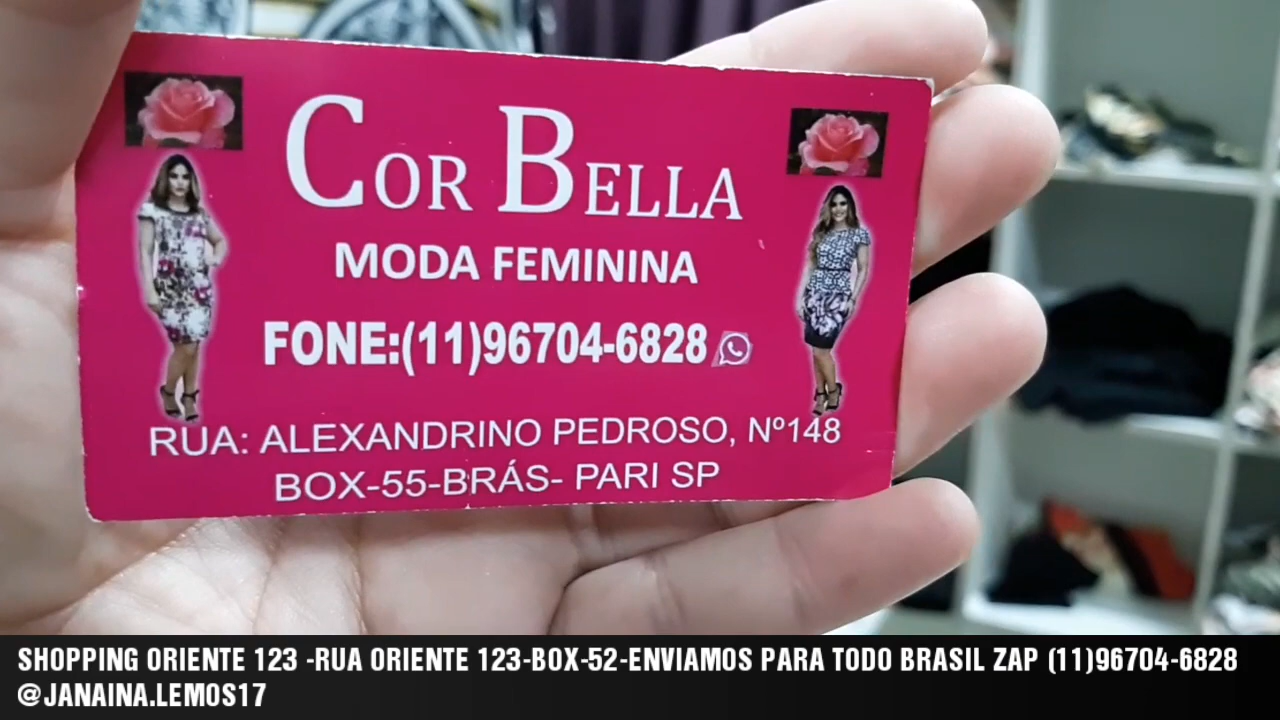 COR BELLA
MODA FEMININA
FONE:(11)96704-6828
RUA: ALEXANDRINO PEDROSO, Nº148
BOX-55-BRÁS- PARI SP
SHOPPING ORIENTE 123 -RUA ORIENTE 123-BOX-52-ENVIAMOS PARA TODO BRASIL ZAP (11)96704-6828
@JANAINA.LEMOS17